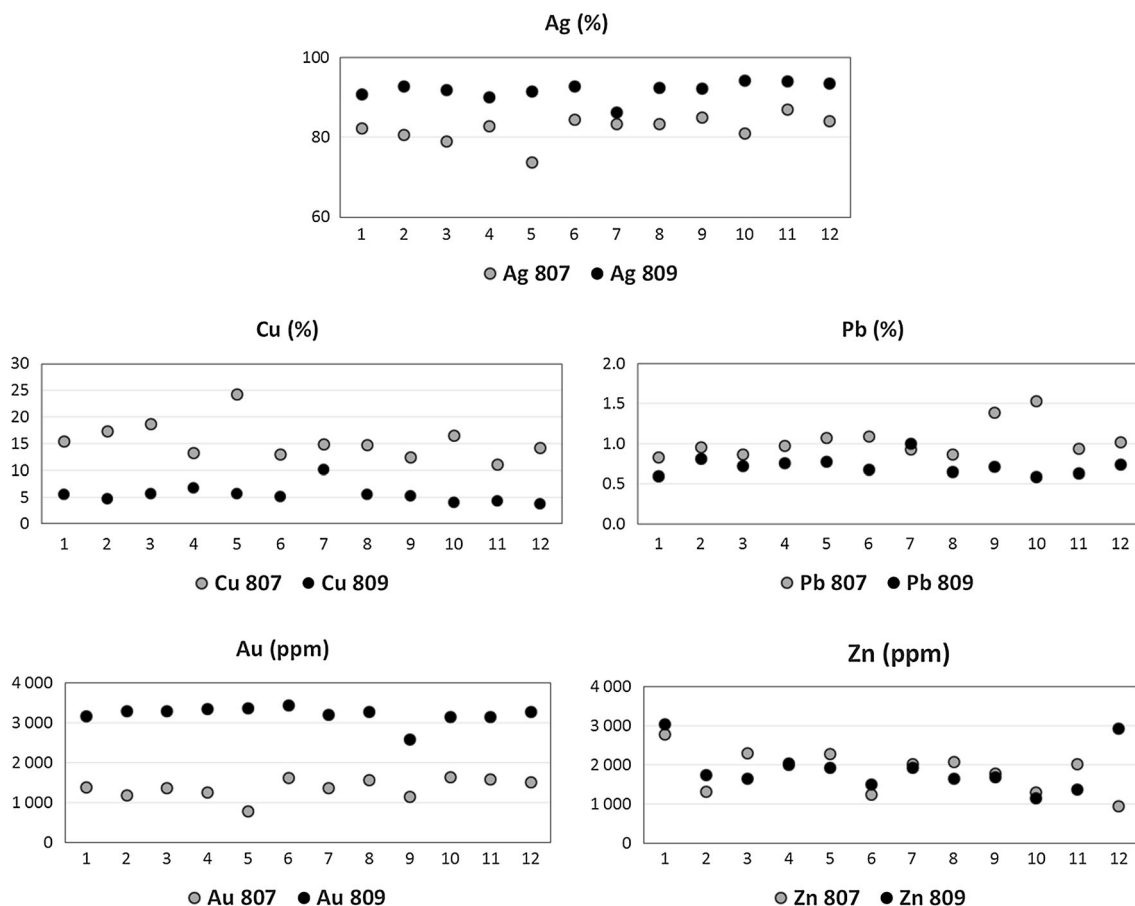 Ag (%)
100
80
60
1 2 3 4 5 6 7 8 9 10 11 12
Ag 807 Ag 809
Cu (%)
30
25
20
15
10
5
0
1 2 3 4 5 6 7 8 9 10 11 12
Cu 807 Cu 809
Pb (%)
2.0
1.5
1.0
0.5
0.0
1 2 3 4 5 6 7 8 9 10 11 12
Pb 807 Pb 809
Au (ppm)
4 000
3 000
2 000
1 000
0
1 2 3 4 5 6 7 8 9 10 11 12
Au 807 Au 809
Zn (ppm)
4 000
3 000
2 000
1 000
0
1 2 3 4 5 6 7 8 9 10 11 12
Zn 807 Zn 809